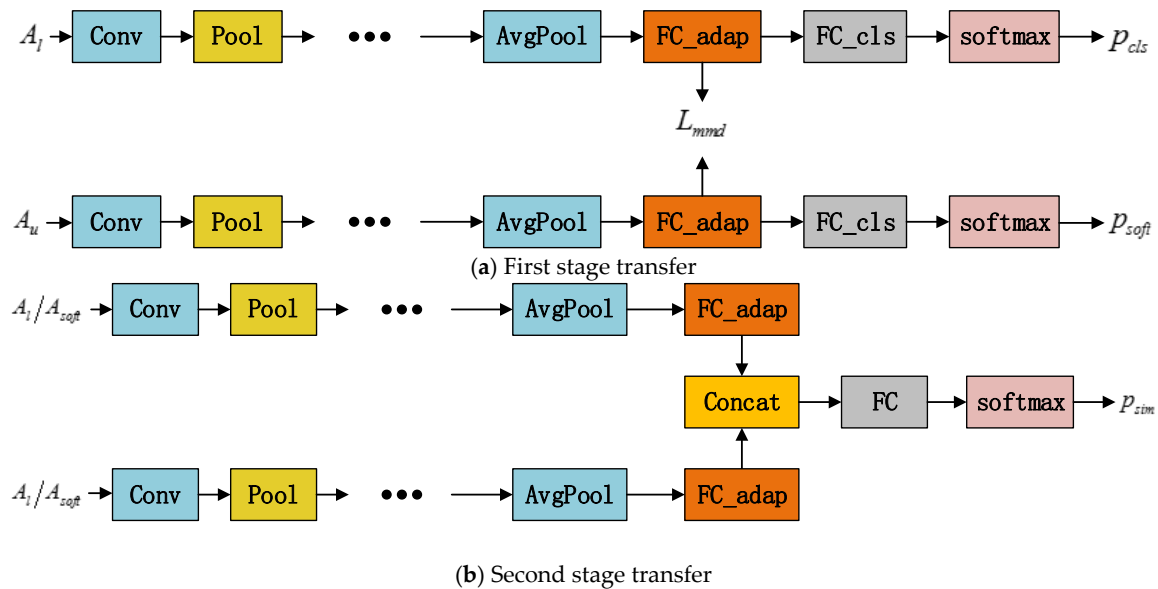 A_l Conv Pool ●●● AvgPool FC_adap FC_cls softmax p_cls
L_mmd
A_u Conv Pool ●●● AvgPool FC_adap FC_cls softmax p_soft
(a) First stage transfer
A_l/A_soft Conv Pool ●●● AvgPool FC_adap
Concat FC softmax p_sim
A_l/A_soft Conv Pool ●●● AvgPool FC_adap
(b) Second stage transfer